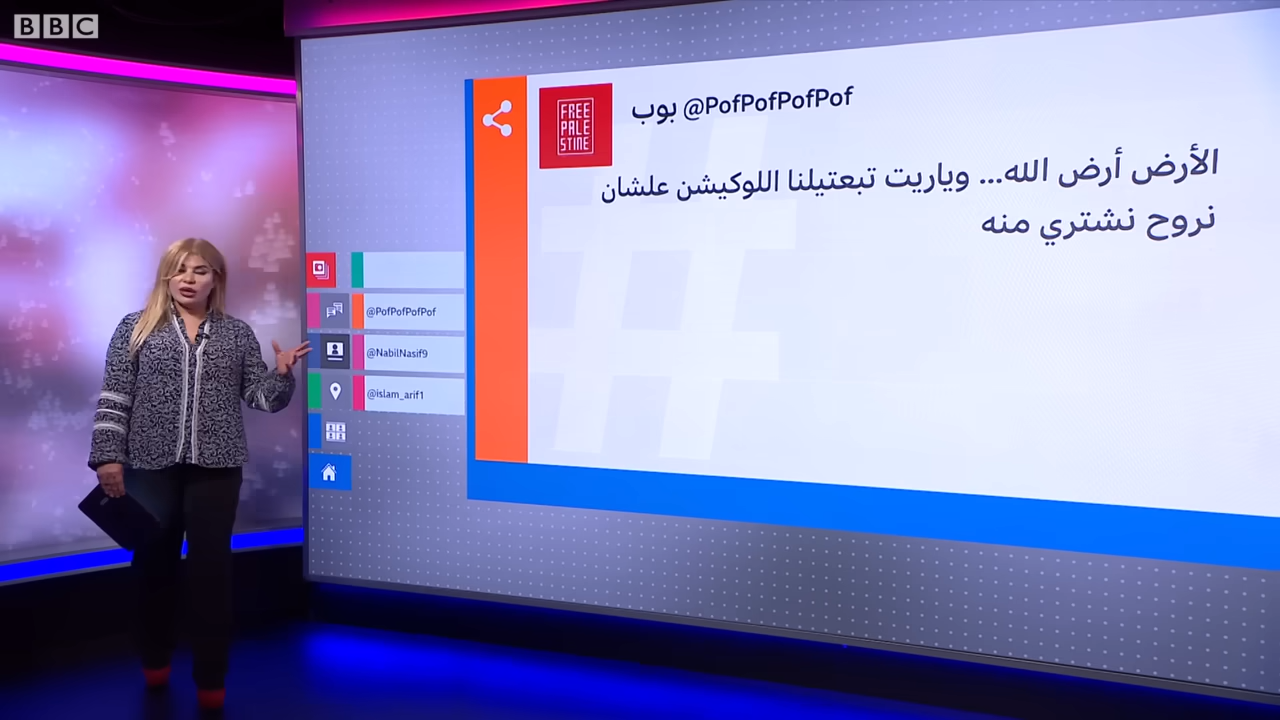 BBC
FREE
PALE
STINE
بوب @PofPofPofPof
الأرض أرض الله... وياريت تبعتيلنا اللوكيشن علشان
نروح نشتري منه
@PofPofPofPof
@NabilNasif9
@islam_arif1